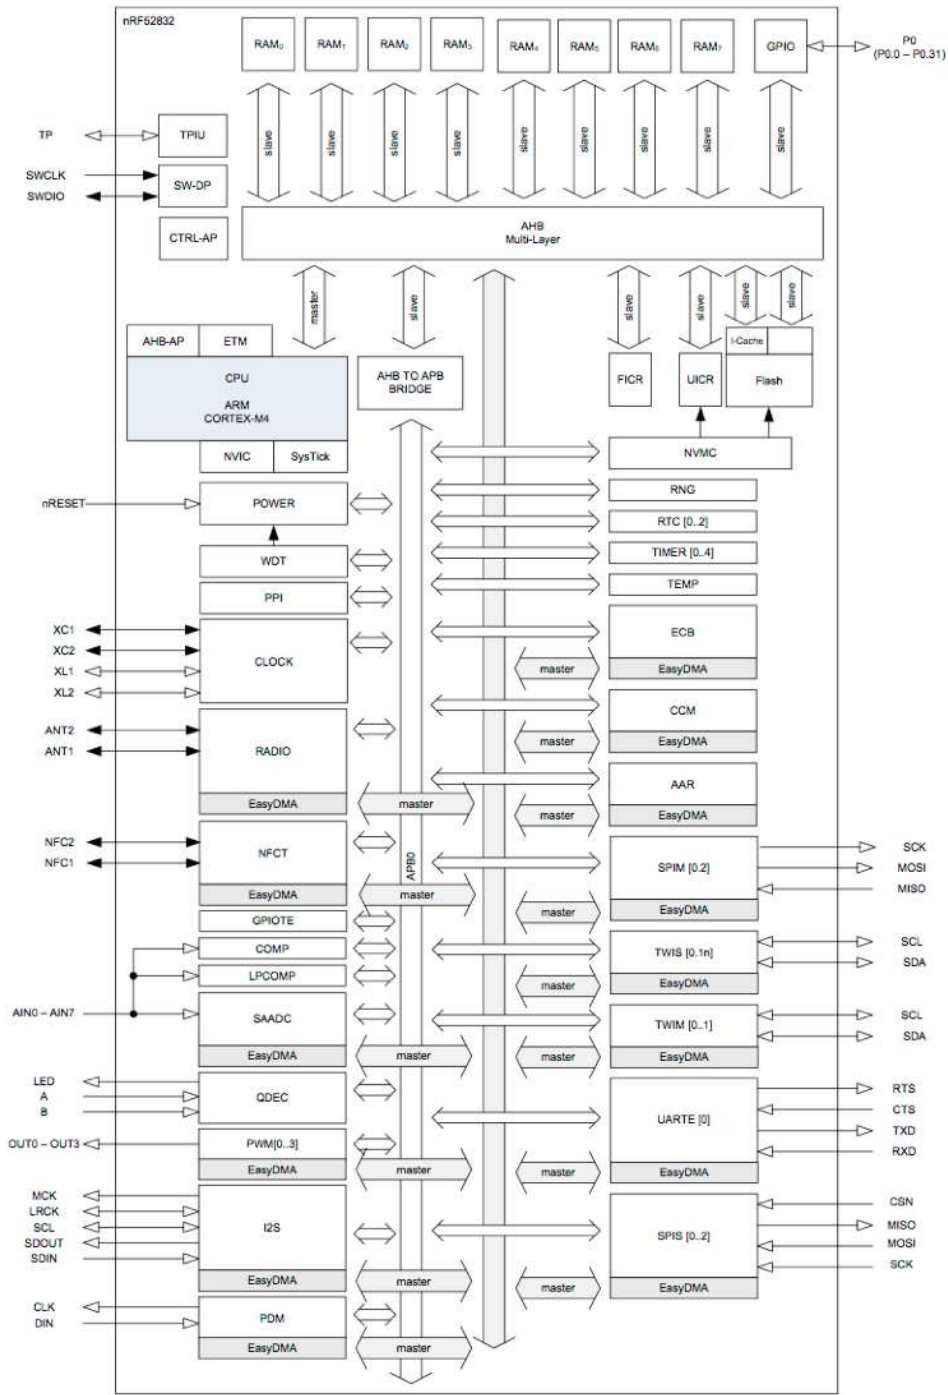 nRF52832
RAM0 RAM1 RAM2 RAM3 RAM4 RAM5 RAM6 RAM7 GPIO
P0
(P0.0 – P0.31)
slave slave slave slave slave slave slave slave slave
TP
TPIU
SWCLK
SWDIO
SW-DP
CTRL-AP
AHB
Multi-Layer
master slave slave slave slave slave
AHB-AP ETM
CPU
ARM
CORTEX-M4
NVIC SysTick
AHB TO APB
BRIDGE
FICR UICR
I-Cache
Flash
NVMC
nRESET
POWER
RNG
RTC [0..2]
WDT
TIMER [0..4]
PPI
TEMP
XC1
XC2
XL1
XL2
CLOCK
ECB
master EasyDMA
ANT2
ANT1
RADIO
EasyDMA master
CCM
master EasyDMA
AAR
master EasyDMA
APB0
NFC2
NFC1
NFCT
EasyDMA master
SPIM [0.2]
SCK
MOSI
MISO
master EasyDMA
GPIOTE
COMP
LPCOMP
AIN0 – AIN7
SAADC
EasyDMA master
TWIS [0.1n]
SCL
SDA
master EasyDMA
TWIM [0..1]
SCL
SDA
master EasyDMA
LED
A
B
QDEC
OUT0 – OUT3
PWM[0..3]
EasyDMA master
UARTE [0]
RTS
CTS
TXD
RXD
master EasyDMA
MCK
LRCK
SCL
SDOUT
SDIN
I2S
EasyDMA master
SPIS [0..2]
CSN
MISO
MOSI
SCK
master EasyDMA
CLK
DIN
PDM
EasyDMA master